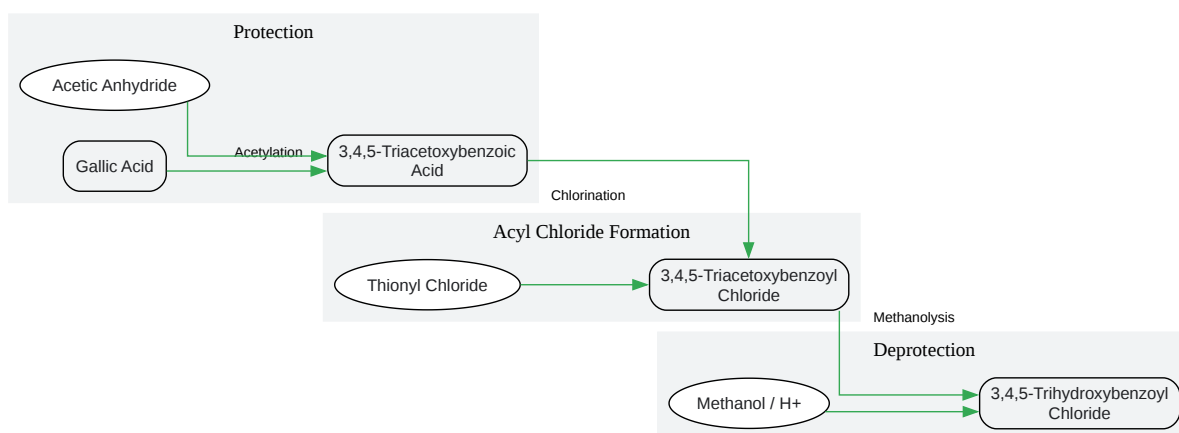 Protection
Acetic Anhydride
Acetylation
Gallic Acid
3,4,5-Triacetoxybenzoic
Acid
Chlorination
Acyl Chloride Formation
Thionyl Chloride
3,4,5-Triacetoxybenzoyl
Chloride
Methanolysis
Deprotection
Methanol / H+
3,4,5-Trihydroxybenzoyl
Chloride